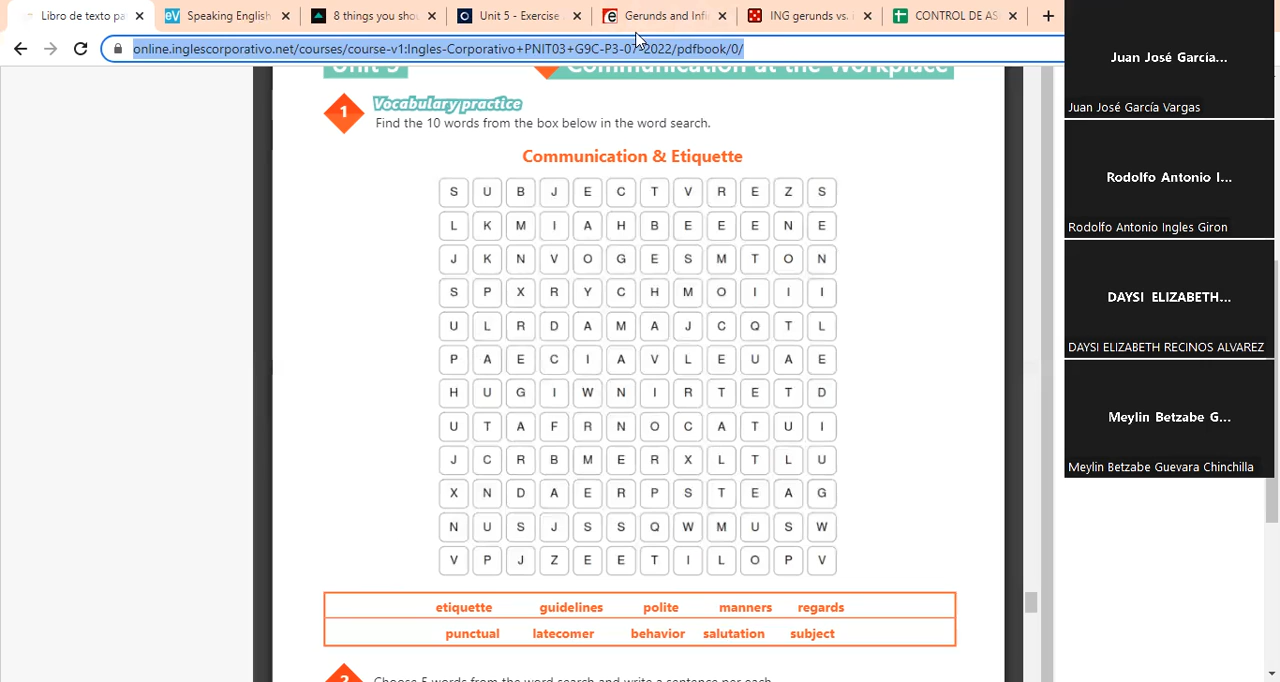 Libro de texto pa
Speaking English
8 things you shou
Unit 5 - Exercise
Gerunds and Infi
ING gerunds vs. i
CONTROL DE AS
online.inglescorporativo.net/courses/course-v1:Ingles-Corporativo+PNIT03+G9C-P3-07-2022/pdfbook/0/
Unit 5
Communication at the Workplace
1
Vocabulary practice
Find the 10 words from the box below in the word search.
Communication & Etiquette
S U B J E C T V R E Z S
L K M I A H B E E E N E
J K N V O G E S M T O N
S P X R Y C H M O I I I
U L R D A M A J C Q T L
P A E C I A V L E U A E
H U G I W N I R T E T D
U T A F R N O C A T U I
J C R B M E R X L T L U
X N D A E R P S T E A G
N U S J S S Q W M U S W
V P J Z E E T I L O P V
etiquette guidelines polite manners regards
punctual latecomer behavior salutation subject
2
Choose 5 words from the word search and write a sentence per each.
Juan José García...
Juan José García Vargas
Rodolfo Antonio I...
Rodolfo Antonio Ingles Giron
DAYSI ELIZABETH...
DAYSI ELIZABETH RECINOS ALVAREZ
Meylin Betzabe G...
Meylin Betzabe Guevara Chinchilla